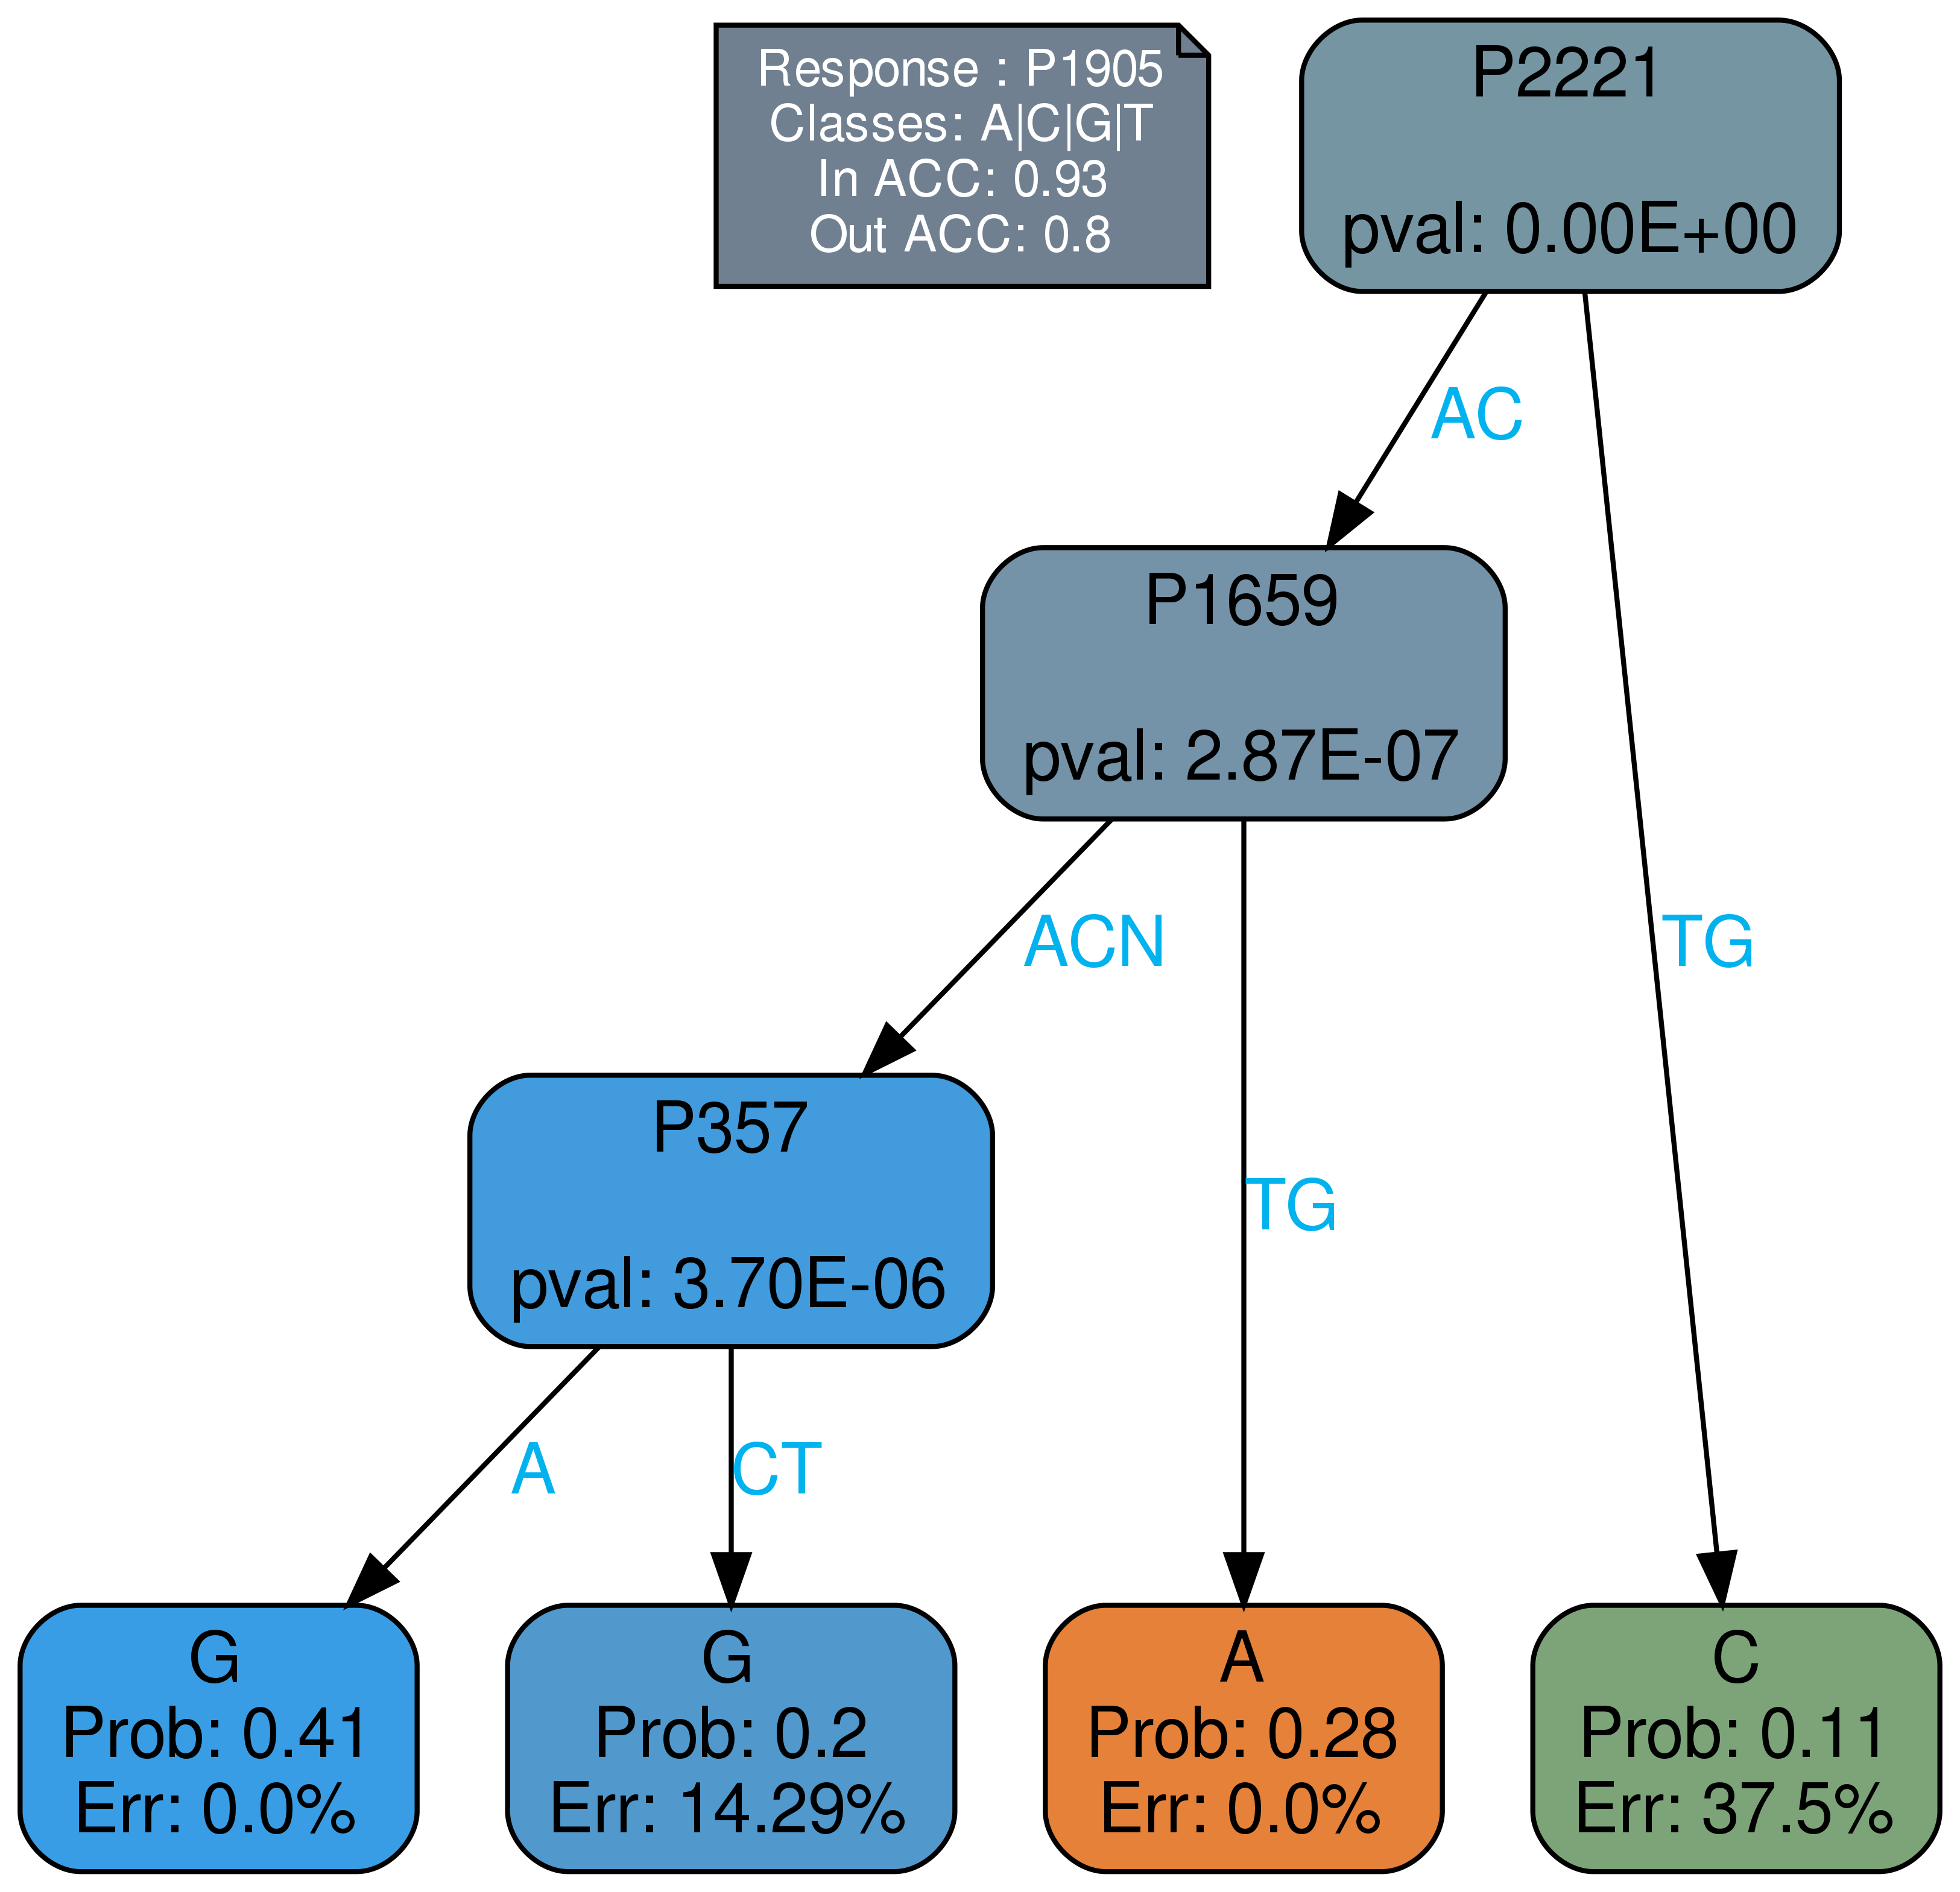 Response : P1905
Classes: A|C|G|T
In ACC: 0.93
Out ACC: 0.8
P2221
pval: 0.00E+00
AC
P1659
pval: 2.87E-07
ACN
TG
P357
pval: 3.70E-06
TG
A
CT
G
Prob: 0.41
Err: 0.0%
G
Prob: 0.2
Err: 14.29%
A
Prob: 0.28
Err: 0.0%
C
Prob: 0.11
Err: 37.5%